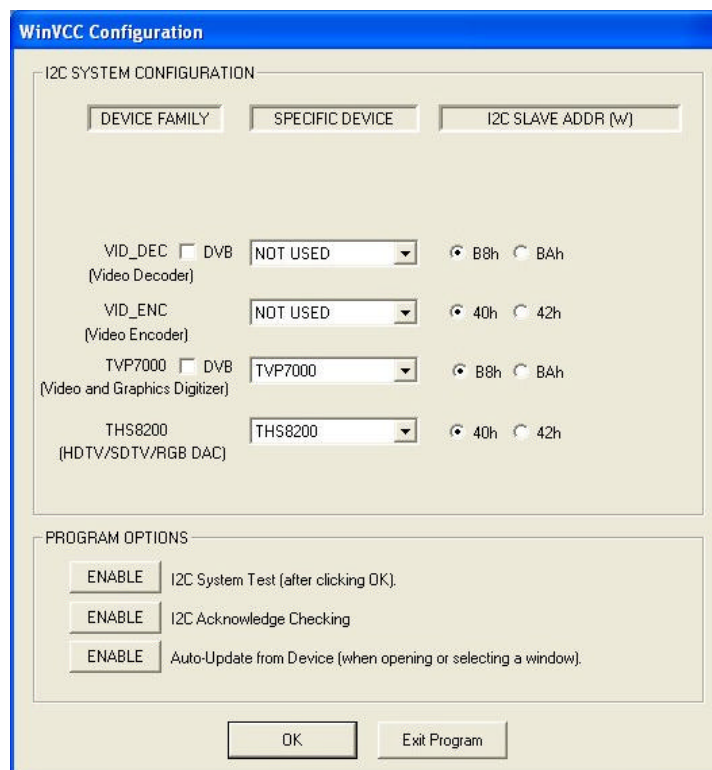 WinVCC Configuration
I2C SYSTEM CONFIGURATION
DEVICE FAMILY SPECIFIC DEVICE I2C SLAVE ADDR (W)
VID_DEC DVB NOT USED B8h BAh
(Video Decoder)
VID_ENC NOT USED 40h 42h
(Video Encoder)
TVP7000 DVB TVP7000 B8h BAh
(Video and Graphics Digitizer)
THS8200 THS8200 40h 42h
(HDTV/SDTV/RGB DAC)
PROGRAM OPTIONS
ENABLE I2C System Test (after clicking OK).
ENABLE I2C Acknowledge Checking
ENABLE Auto-Update from Device (when opening or selecting a window).
OK Exit Program